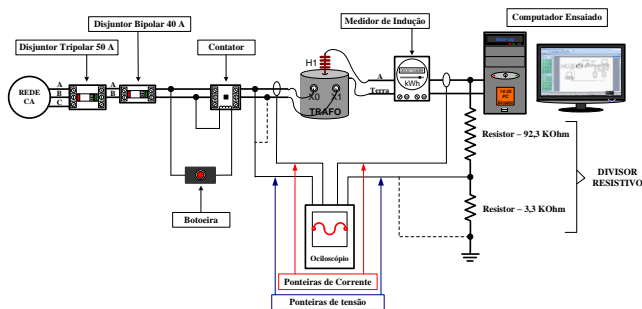 Medidor de Indução
Computador Ensaiado
Disjuntor Bipolar 40 A
Disjuntor Tripolar 50 A
Contator
H1
REDE
CA
A
B
C
A
B
X0
X1
TRAFO
A
Terra
kWh
Resistor – 92,3 KOhm
DIVISOR
RESISTIVO
Resistor – 3,3 KOhm
Botoeira
Ociloscópio
Ponteiras de Corrente
Ponteiras de tensão